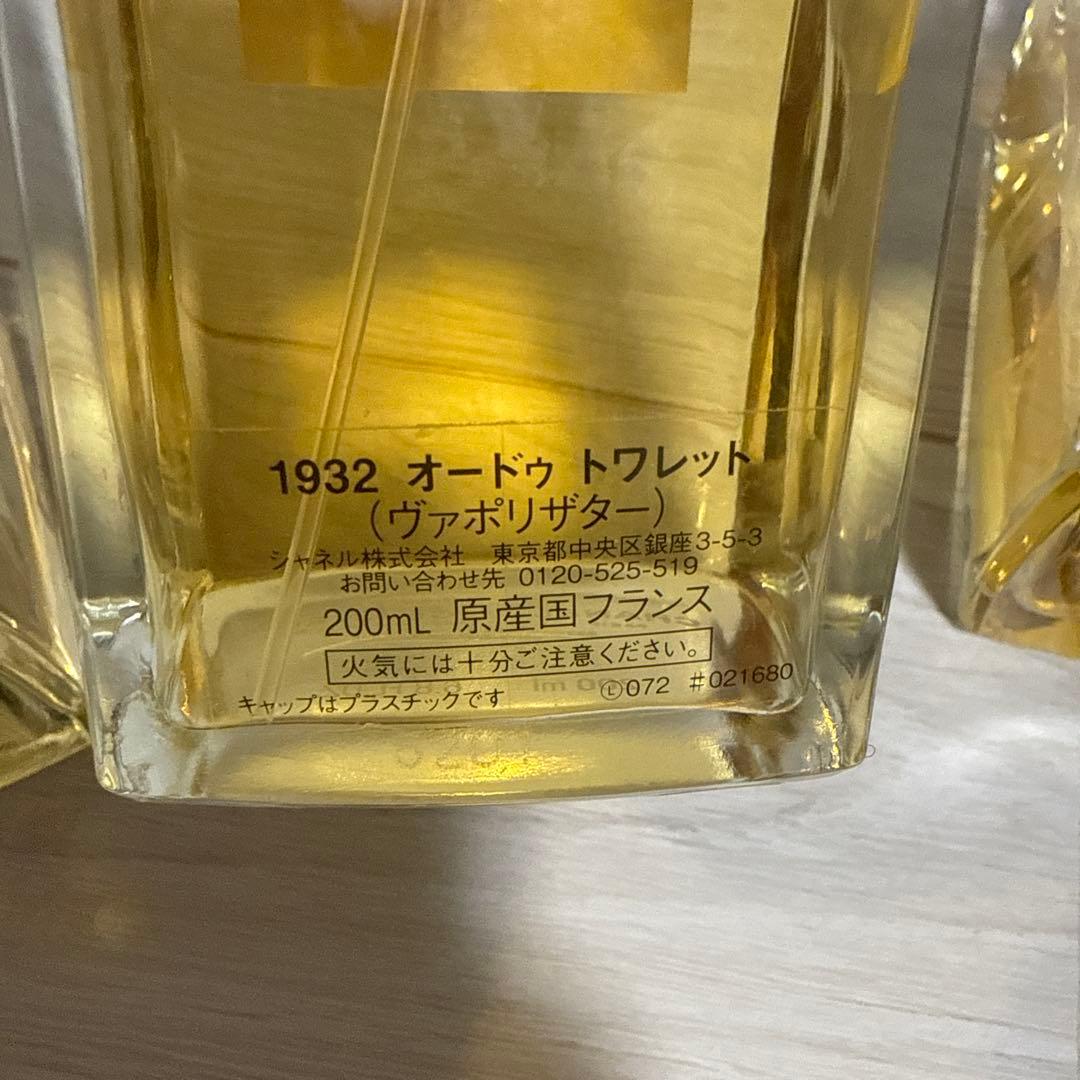 1932 オードゥ トワレット
(ヴァポリザター)
シャネル株式会社 東京都中央区銀座3-5-3
お問い合わせ先 0120-525-519
200mL 原産国フランス
火気には十分ご注意ください。
キャップはプラスチックです Ⓛ072 #021680